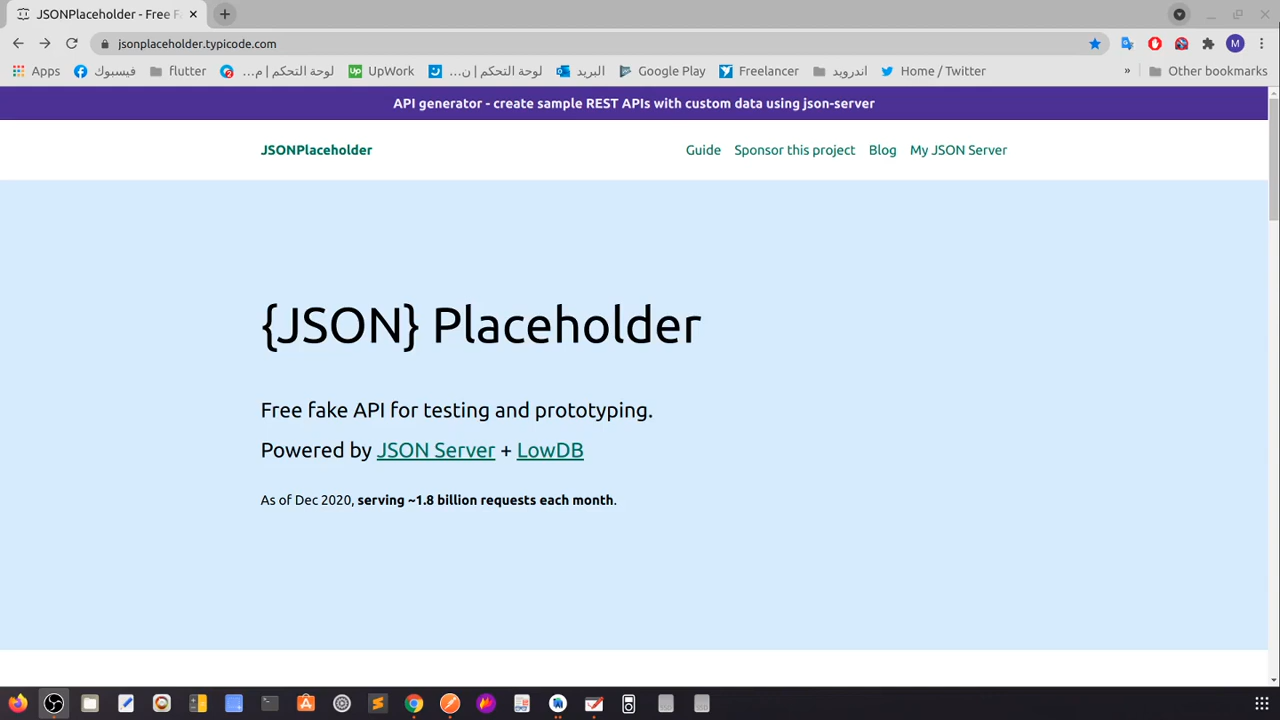 JSONPlaceholder - Free F
jsonplaceholder.typicode.com
M
Apps
فيسبوك
flutter
لوحة التحكم | م...
UpWork
لوحة التحكم | ن...
البريد
Google Play
Freelancer
اندرويد
Home / Twitter
»
Other bookmarks
API generator - create sample REST APIs with custom data using json-server
JSONPlaceholder
Guide
Sponsor this project
Blog
My JSON Server
{JSON} Placeholder
Free fake API for testing and prototyping.
Powered by JSON Server + LowDB
As of Dec 2020, serving ~1.8 billion requests each month.